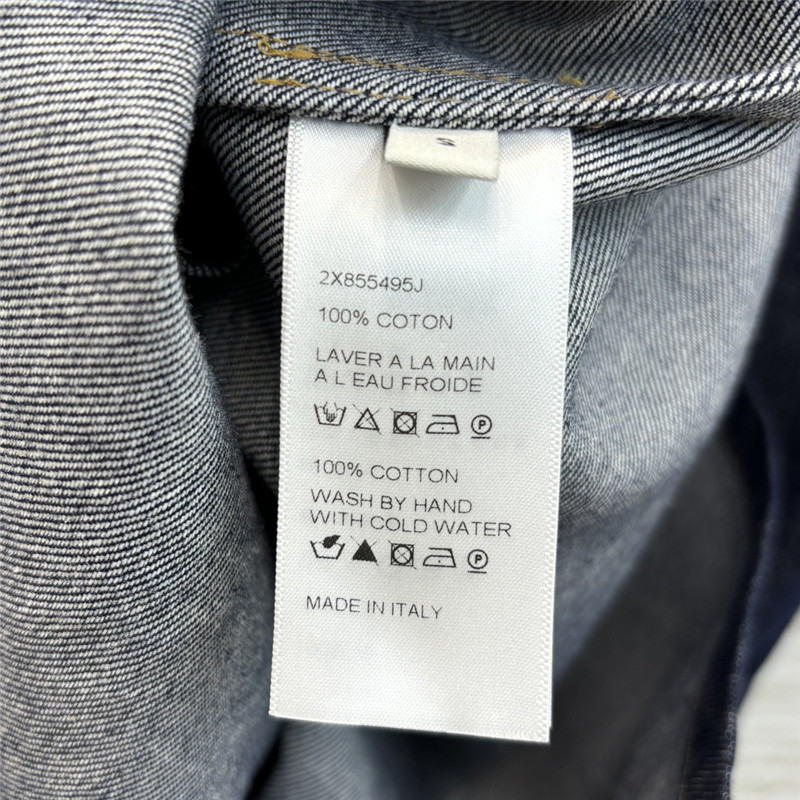 S
2X855495J
100% COTON
LAVER A LA MAIN
A L EAU FROIDE
P
100% COTTON
WASH BY HAND
WITH COLD WATER
P
MADE IN ITALY